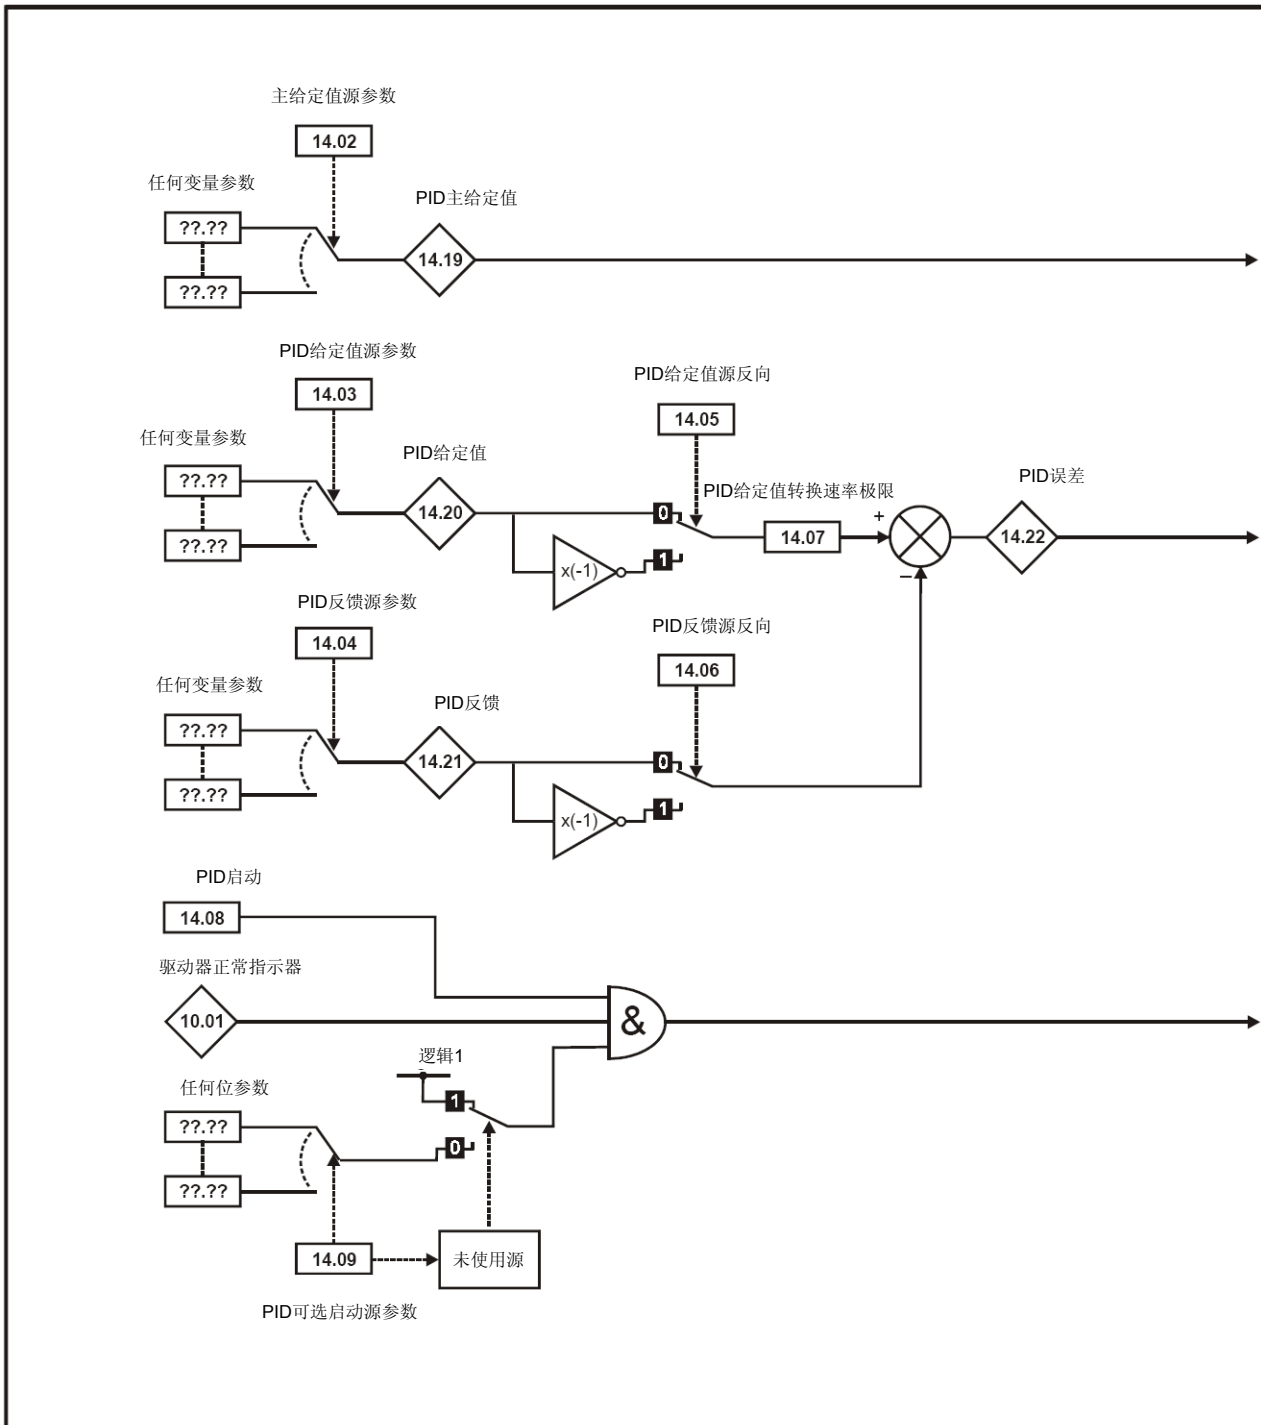 主给定值源参数
14.02
任何变量参数
PID主给定值
??.??
14.19
??.??
PID给定值源参数
PID给定值源反向
14.03
14.05
任何变量参数
PID给定值
PID误差
??.??
PID给定值转换速率极限
14.20
0
+
14.07
14.22
??.??
1
x(-1)
−
PID反馈源参数
PID反馈源反向
14.04
14.06
任何变量参数
PID反馈
??.??
14.21
0
??.??
1
x(-1)
PID启动
14.08
驱动器正常指示器
10.01
&
逻辑1
任何位参数
1
??.??
0
??.??
14.09
未使用源
PID可选启动源参数